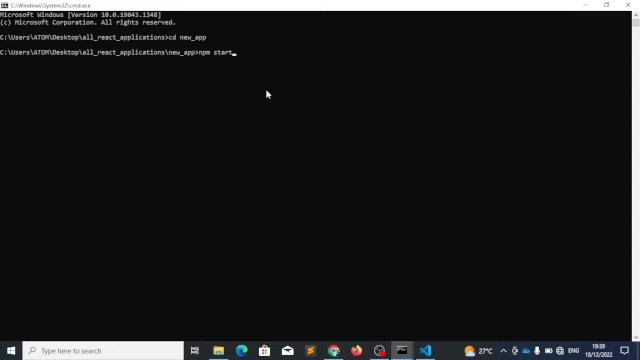 C:\Windows\System32\cmd.exe
Microsoft Windows [Version 10.0.19043.1348]
(c) Microsoft Corporation. All rights reserved.
C:\Users\ATOM\Desktop\all_react_applications>cd new_app
C:\Users\ATOM\Desktop\all_react_applications\new_app>npm start
Type here to search
27°C
ENG
19:39
18/12/2022